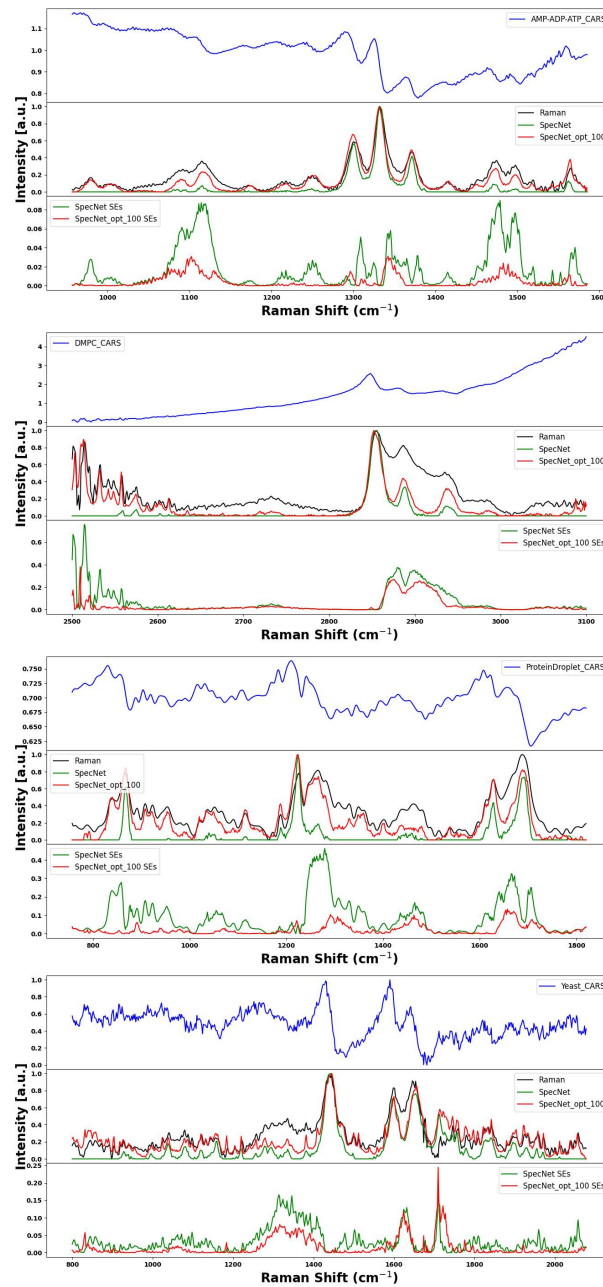 AMP-ADP-ATP_CARS
1.1
1.0
0.9
0.8
Intensity [a.u.]
Raman
SpecNet
SpecNet_opt_100
1.0
0.8
0.6
0.4
0.2
0.0
SpecNet SEs
SpecNet_opt_100 SEs
0.08
0.06
0.04
0.02
0.00
1000 1100 1200 1300 1400 1500 1600
Raman Shift (cm⁻¹)
DMPC_CARS
4
3
2
1
0
Intensity [a.u.]
Raman
SpecNet
SpecNet_opt_100
1.0
0.8
0.6
0.4
0.2
0.0
SpecNet SEs
SpecNet_opt_100 SEs
0.6
0.4
0.2
0.0
2500 2600 2700 2800 2900 3000 3100
Raman Shift (cm⁻¹)
ProteinDroplet_CARS
0.750
0.725
0.700
0.675
0.650
0.625
Intensity [a.u.]
Raman
SpecNet
SpecNet_opt_100
1.0
0.8
0.6
0.4
0.2
0.0
SpecNet SEs
SpecNet_opt_100 SEs
0.4
0.3
0.2
0.1
0.0
800 1000 1200 1400 1600 1800
Raman Shift (cm⁻¹)
Yeast_CARS
1.0
0.8
0.6
0.4
0.2
0.0
Intensity [a.u.]
Raman
SpecNet
SpecNet_opt_100
1.0
0.8
0.6
0.4
0.2
0.0
SpecNet SEs
SpecNet_opt_100 SEs
0.25
0.20
0.15
0.10
0.05
0.00
800 1000 1200 1400 1600 1800 2000
Raman Shift (cm⁻¹)